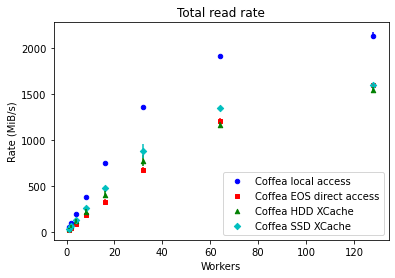 Total read rate
Rate (MiB/s)
2000
1500
1000
500
0
Coffea local access
Coffea EOS direct access
Coffea HDD XCache
Coffea SSD XCache
0 20 40 60 80 100 120
Workers